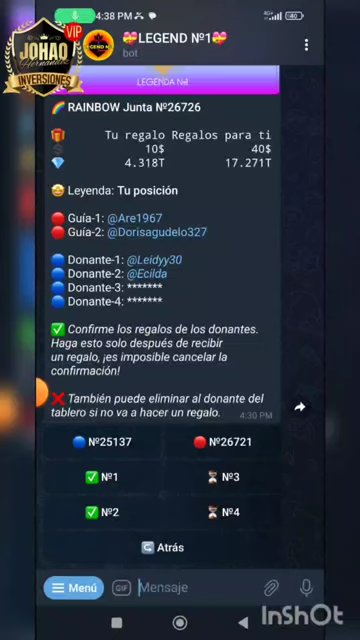 4:38 PM
4G+
40
VIP
JOHAO
Hernandez
INVERSIONES
LEGEND N
💝LEGEND №1💝
bot
LEGENDA №1
🌈 RAINBOW Junta №26726
🎁 Tu regalo Regalos para ti
💲 10$ 40$
💎 4.318T 17.271T
🤩 Leyenda: Tu posición
🔴 Guía-1: @Are1967
🔴 Guía-2: @Dorisagudelo327
🔵 Donante-1: @Leidyy30
🔵 Donante-2: @Ecilda
🔵 Donante-3: *******
🔵 Donante-4: *******
✅ Confirme los regalos de los donantes.
Haga esto solo después de recibir
un regalo, ¡es imposible cancelar la
confirmación!
❌ También puede eliminar al donante del
tablero si no va a hacer un regalo.
4:30 PM
🔵 №25137 🔴 №26721
✅ №1 ⏳ №3
✅ №2 ⏳ №4
↩️ Atrás
Menú GIF Mensaje
InShOt